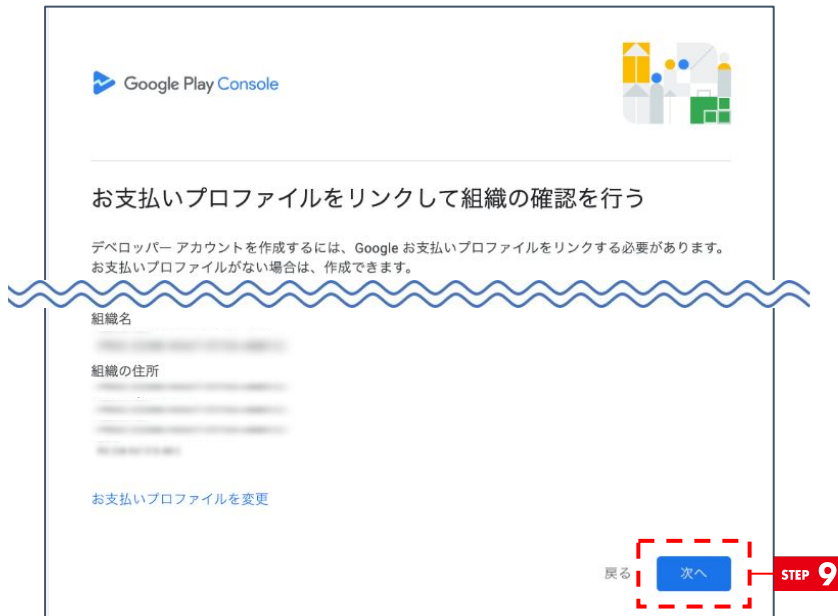 Google Play Console
お支払いプロファイルをリンクして組織の確認を行う
デベロッパー アカウントを作成するには、Google お支払いプロファイルをリンクする必要があります。
お支払いプロファイルがない場合は、作成できます。
組織名
組織の住所
お支払いプロファイルを変更
戻る
次へ
STEP 9